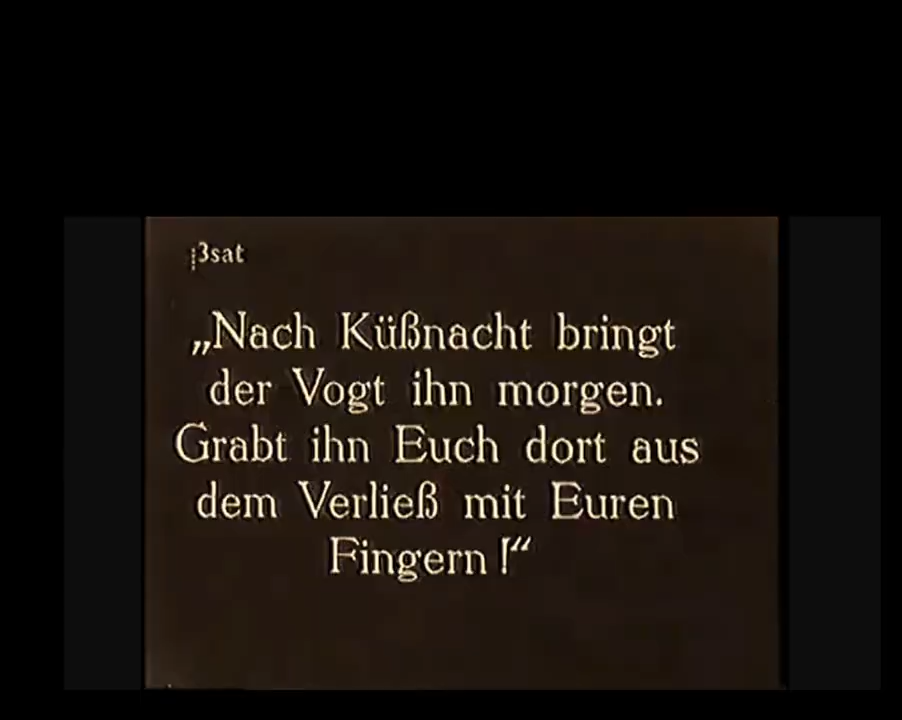 3sat
„Nach Küßnacht bringt
der Vogt ihn morgen.
Grabt ihn Euch dort aus
dem Verließ mit Euren
Fingern!“